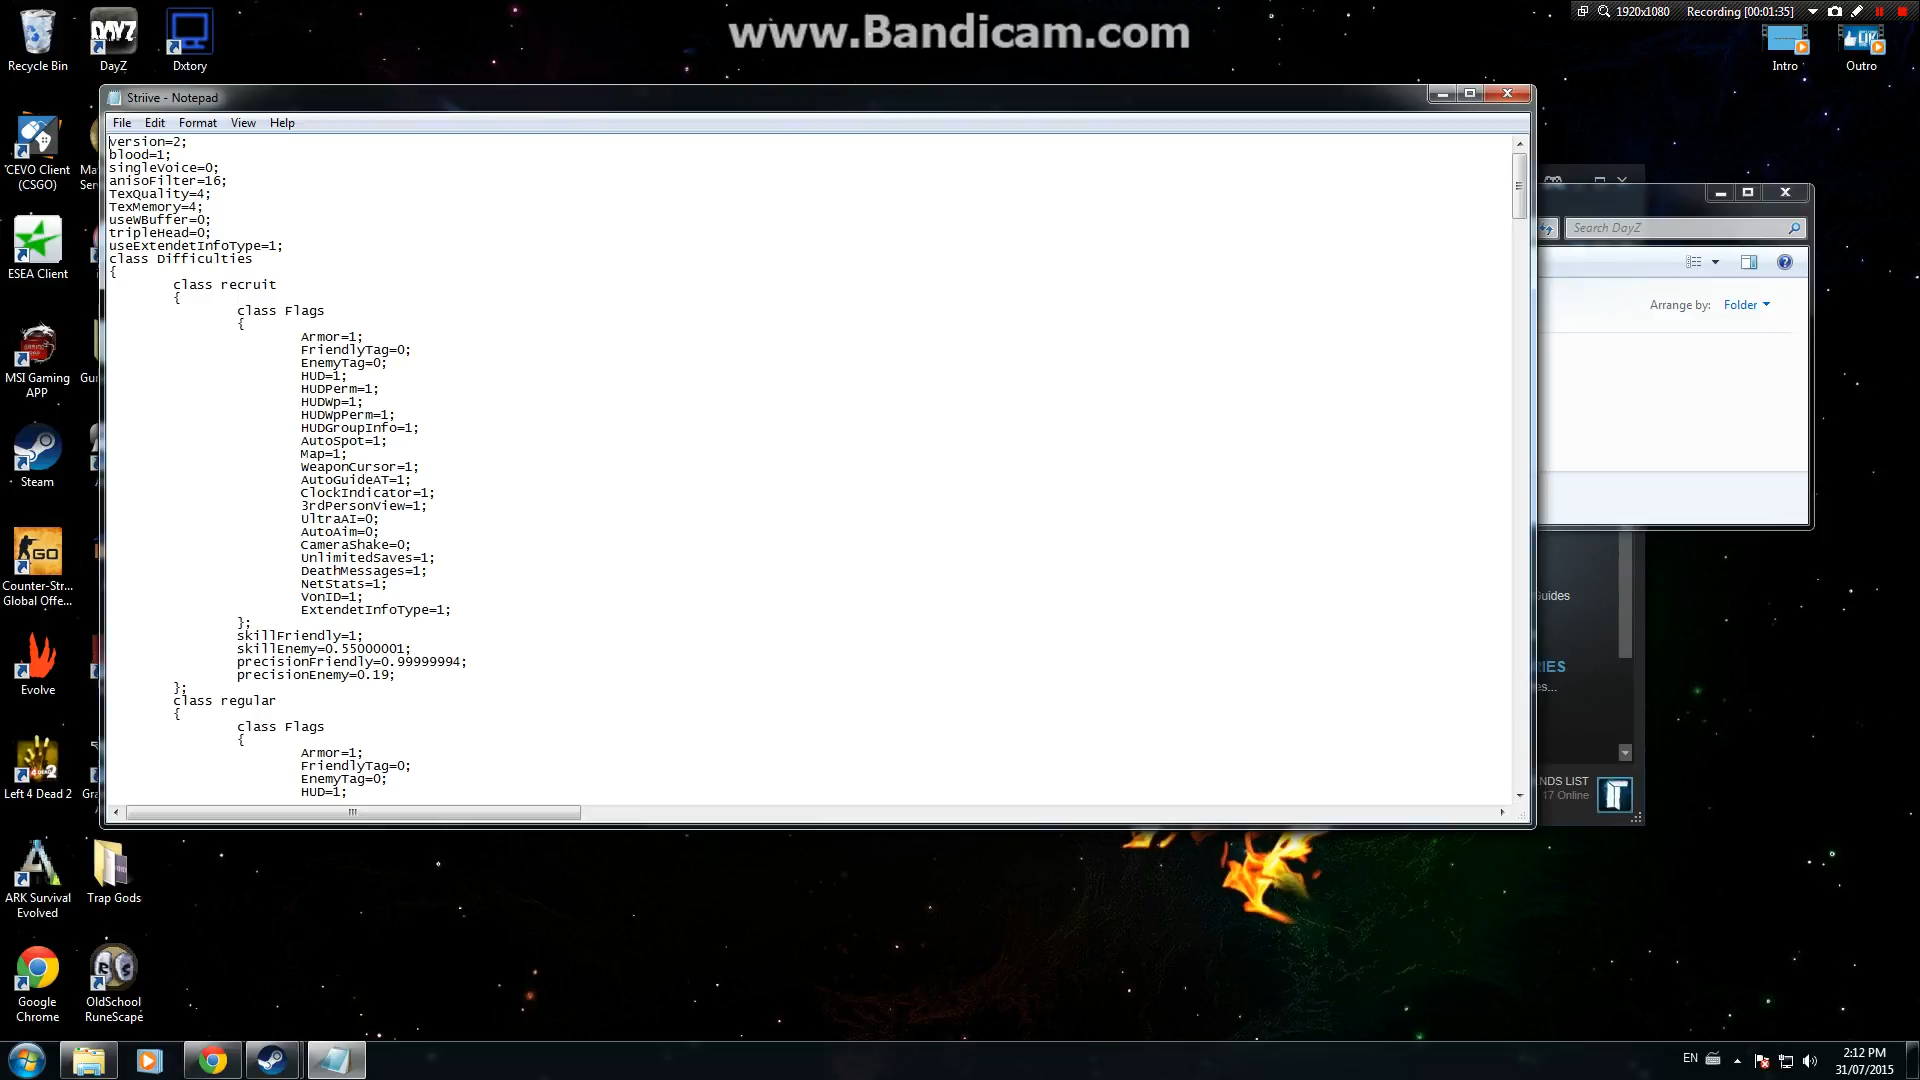 www.Bandicam.com
1920x1080 Recording [00:01:35]
Recycle Bin
DayZ
Dxtory
Intro
Outro
Striive - Notepad
File Edit Format View Help
version=2;
blood=1;
singleVoice=0;
anisoFilter=16;
TexQuality=4;
TexMemory=4;
useWBuffer=0;
tripleHead=0;
useExtendetInfoType=1;
class Difficulties
{
class recruit
{
class Flags
{
Armor=1;
FriendlyTag=0;
EnemyTag=0;
HUD=1;
HUDPerm=1;
HUDWp=1;
HUDWpPerm=1;
HUDGroupInfo=1;
AutoSpot=1;
Map=1;
WeaponCursor=1;
AutoGuideAT=1;
ClockIndicator=1;
3rdPersonView=1;
UltraAI=0;
AutoAim=0;
CameraShake=0;
UnlimitedSaves=1;
DeathMessages=1;
NetStats=1;
VonID=1;
ExtendetInfoType=1;
};
skillFriendly=1;
skillEnemy=0.55000001;
precisionFriendly=0.99999994;
precisionEnemy=0.19;
};
class regular
{
class Flags
{
Armor=1;
FriendlyTag=0;
EnemyTag=0;
HUD=1;
CEVO Client
(CSGO)
ESEA Client
MSI Gaming
APP
Steam
Counter-Str...
Global Offe...
Evolve
Left 4 Dead 2
ARK Survival
Evolved
Trap Gods
Google
Chrome
OldSchool
RuneScape
Search DayZ
Arrange by: Folder
NDS LIST
17 Online
EN
2:12 PM
31/07/2015